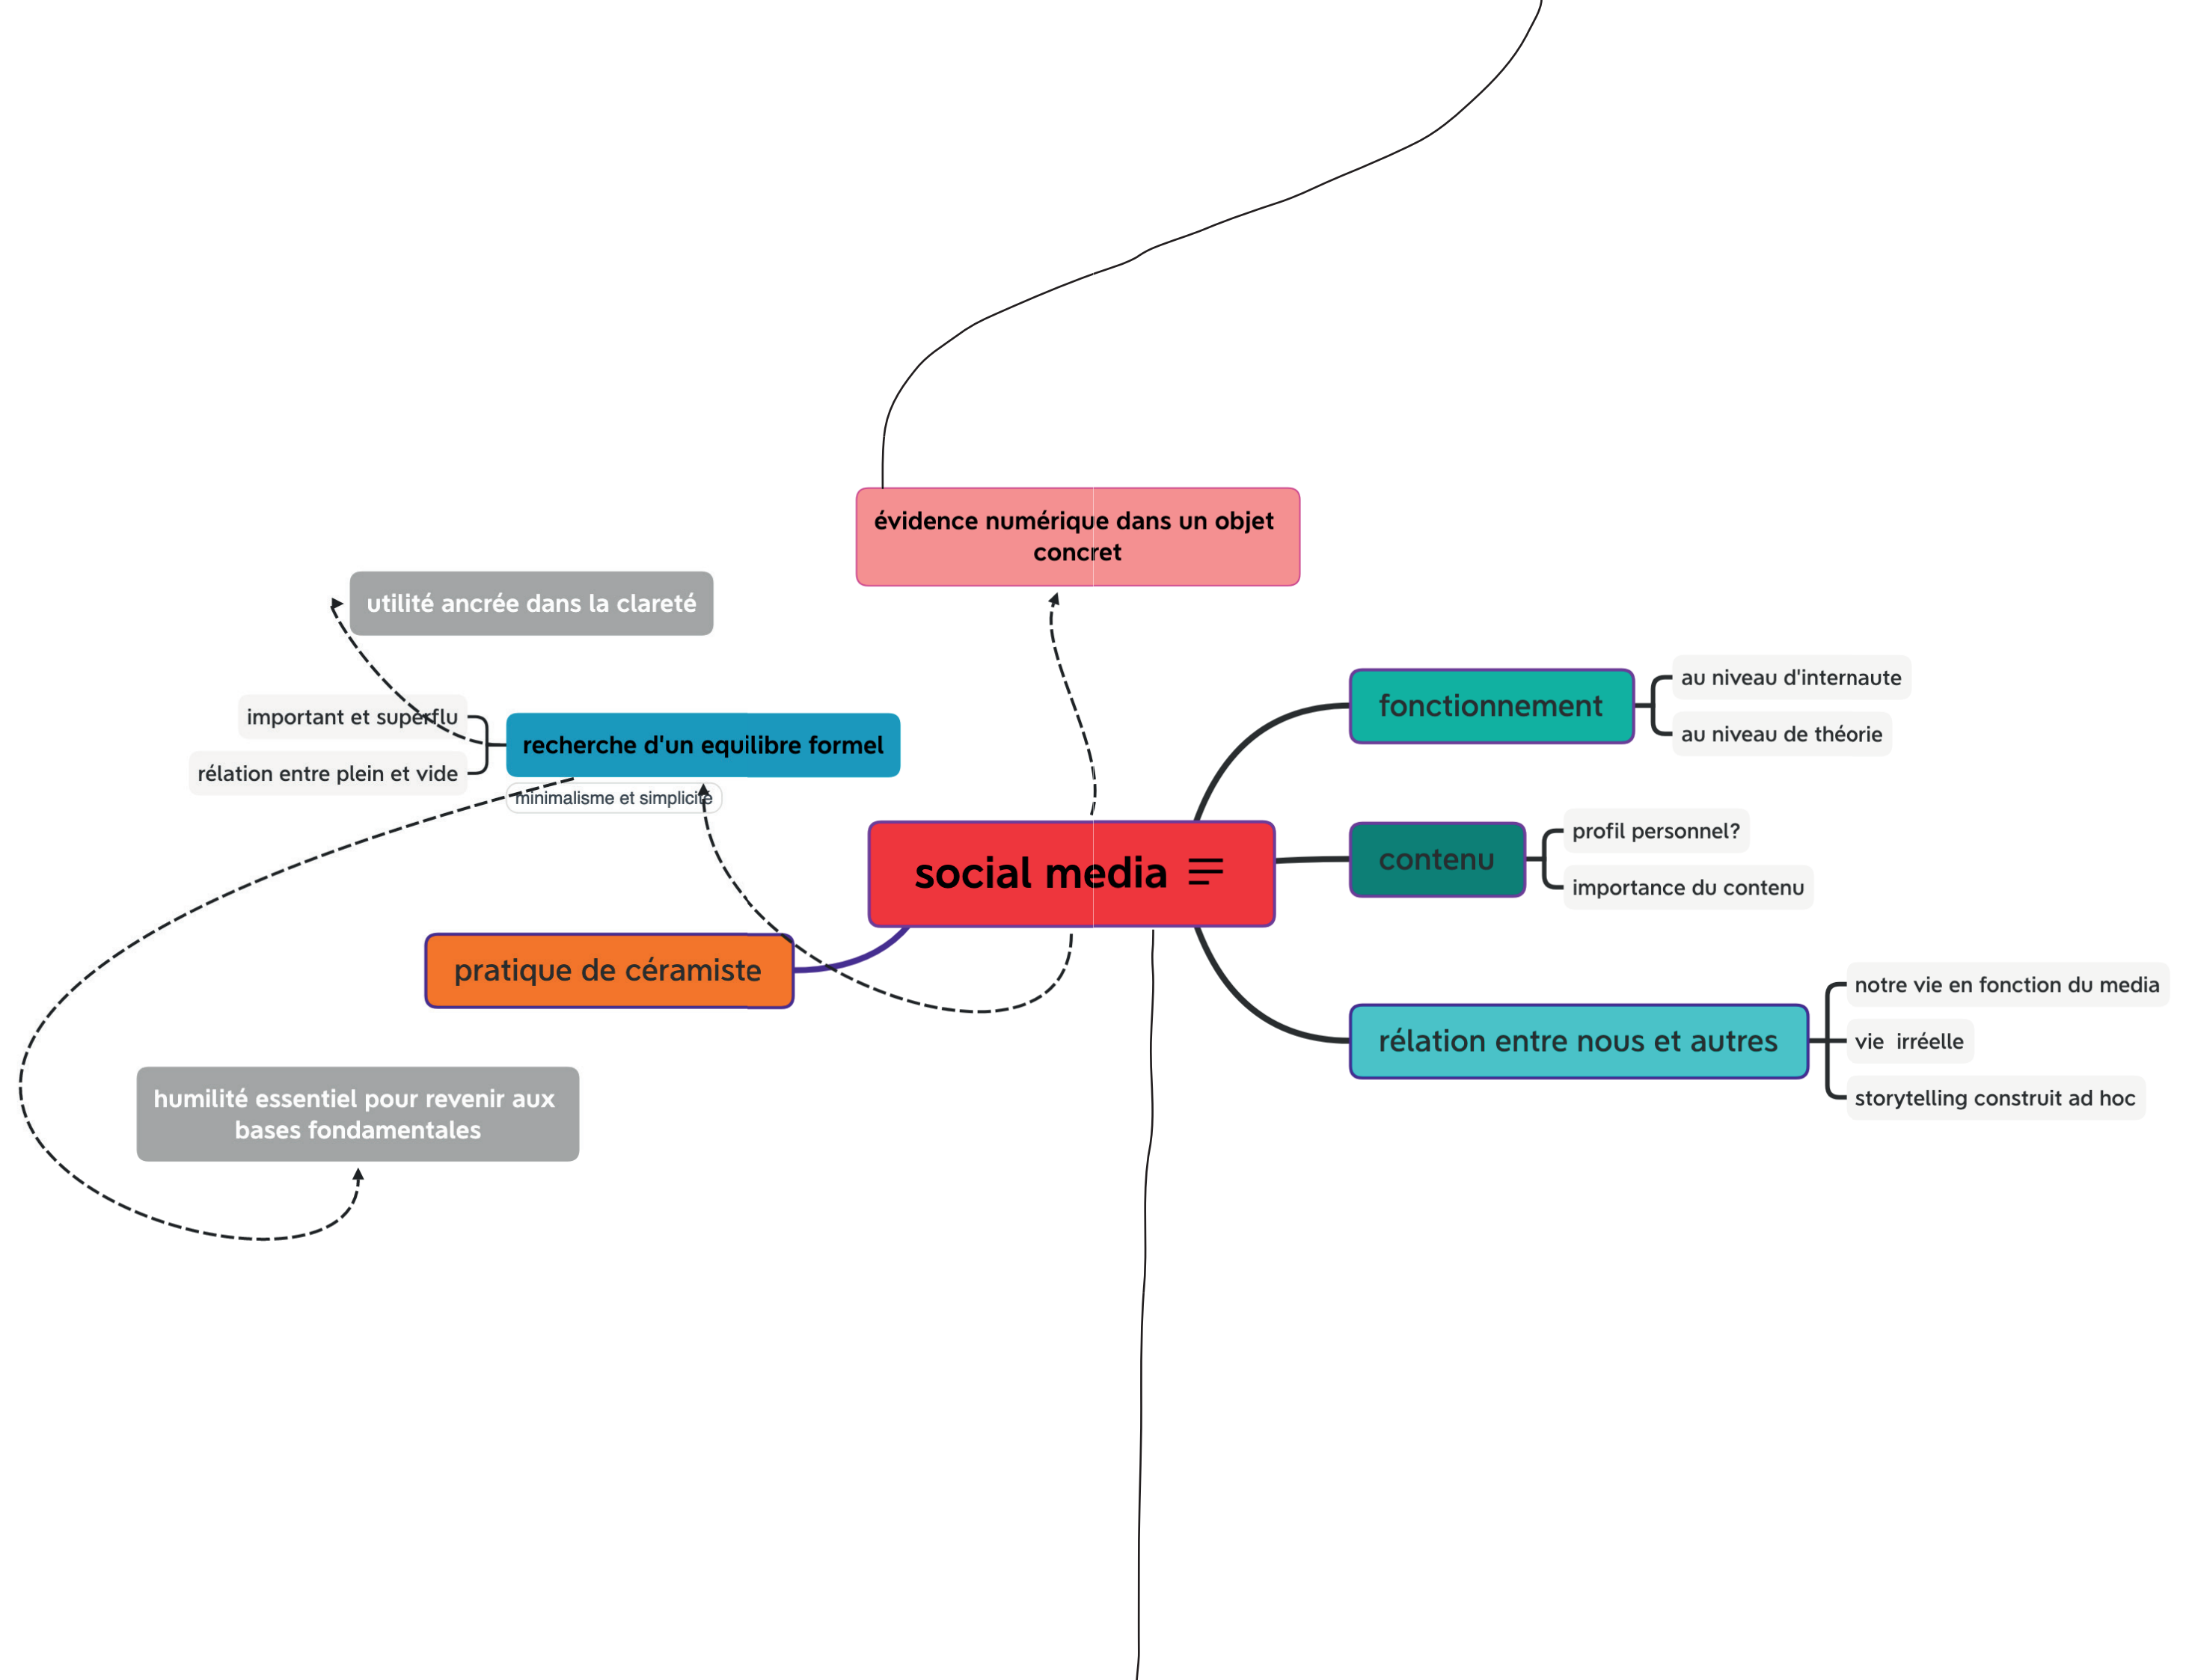 évidence numérique dans un objet
concret
utilité ancrée dans la clareté
important et superflu
rélation entre plein et vide
recherche d'un equilibre formel
minimalisme et simplicité
social media
pratique de céramiste
humilité essentiel pour revenir aux
bases fondamentales
fonctionnement
au niveau d'internaute
au niveau de théorie
contenu
profil personnel?
importance du contenu
rélation entre nous et autres
notre vie en fonction du media
vie  irréelle
storytelling construit ad hoc